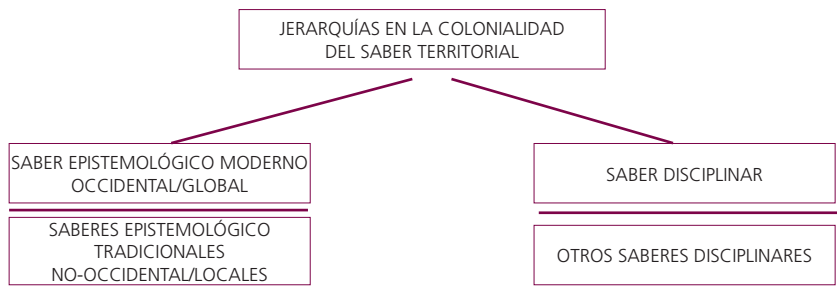 JERARQUÍAS EN LA COLONIALIDAD
DEL SABER TERRITORIAL
SABER EPISTEMOLÓGICO MODERNO
OCCIDENTAL/GLOBAL
SABERES EPISTEMOLÓGICO
TRADICIONALES
NO-OCCIDENTAL/LOCALES
SABER DISCIPLINAR
OTROS SABERES DISCIPLINARES